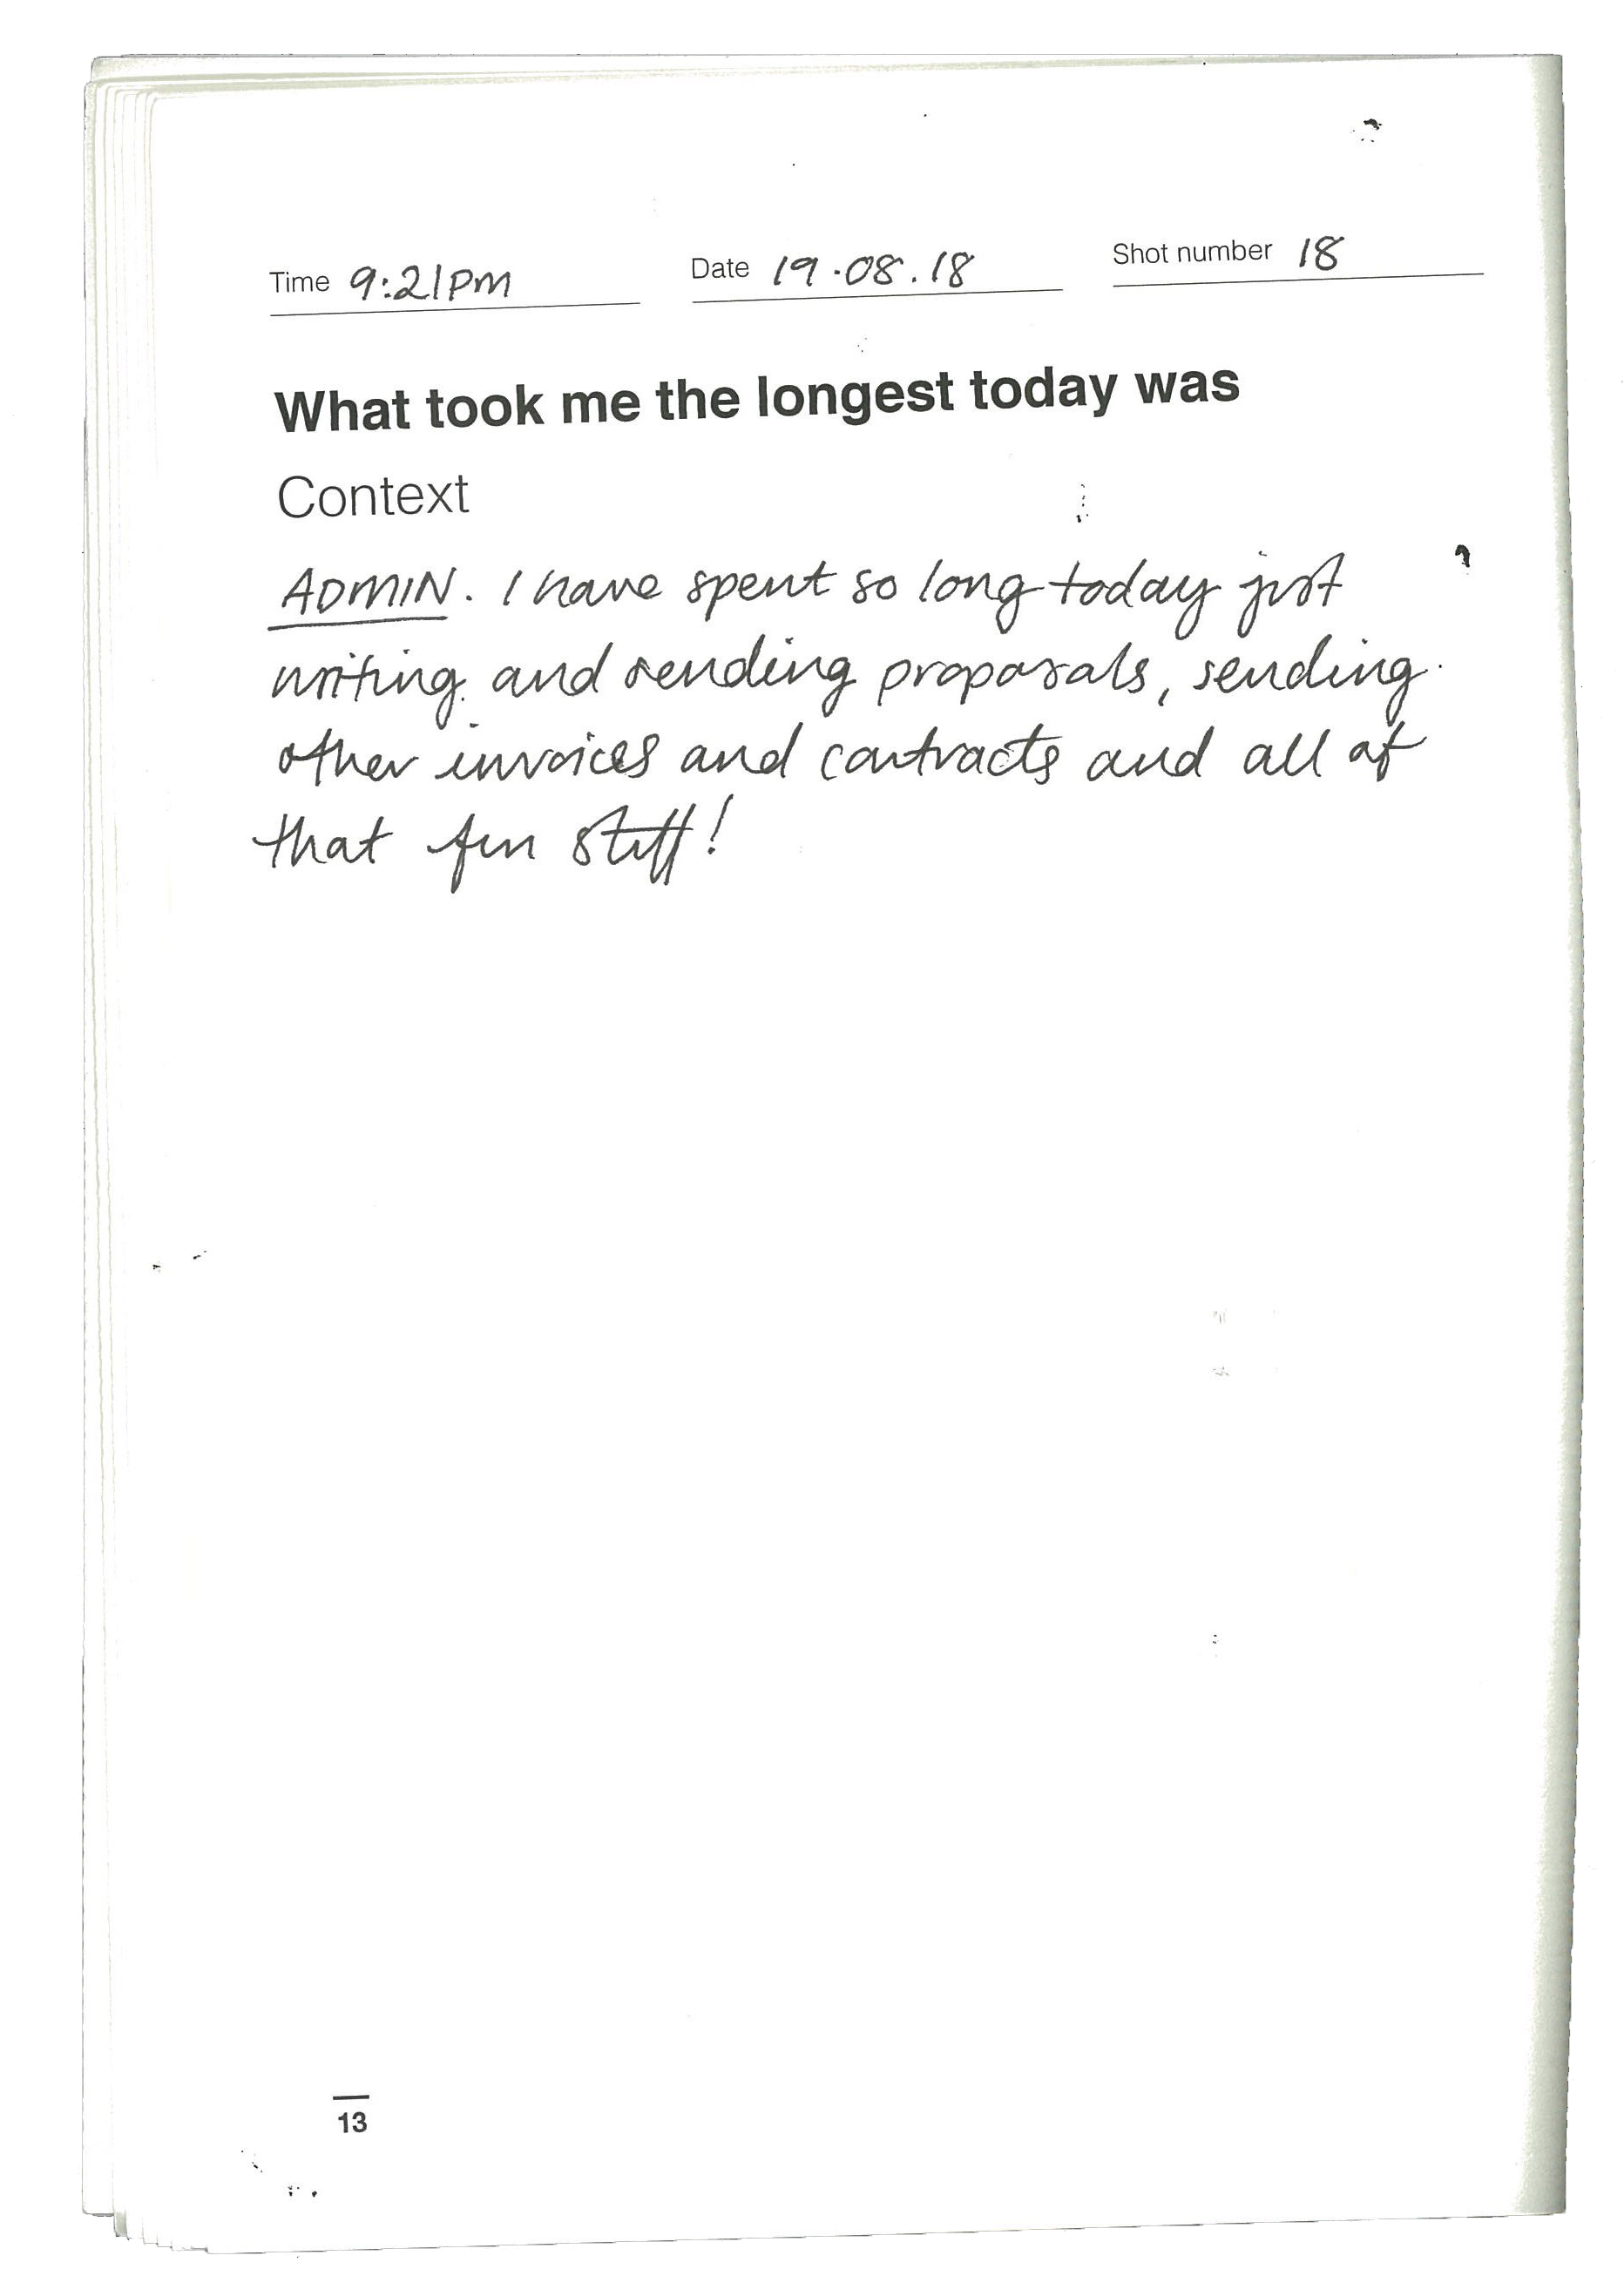 Time 9:21PM Date 19.08.18 Shot number 18
What took me the longest today was
Context
ADMIN. I have spent so long today just
writing and sending proposals, sending
other invoices and contracts and all of
that fun stuff!
13